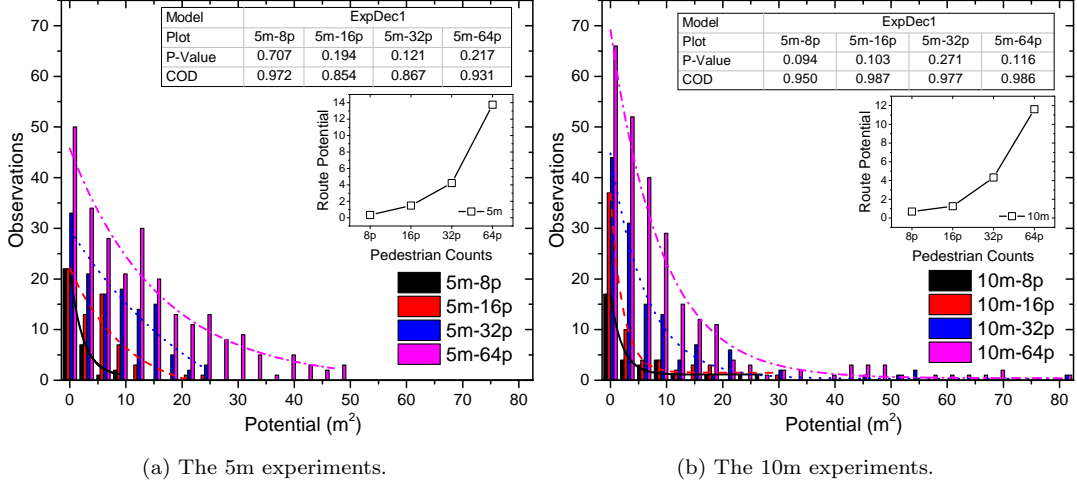 Model ExpDec1
Plot 5m-8p 5m-16p 5m-32p 5m-64p
P-Value 0.707 0.194 0.121 0.217
COD 0.972 0.854 0.867 0.931
70
60
50
40
30
20
10
0
Observations
0 10 20 30 40 50 60 70 80
Potential (m²)
14
12
10
8
6
4
2
0
Route Potential
5m
8p 16p 32p 64p
Pedestrian Counts
5m-8p
5m-16p
5m-32p
5m-64p
(a) The 5m experiments.
Model ExpDec1
Plot 5m-8p 5m-16p 5m-32p 5m-64p
P-Value 0.094 0.103 0.271 0.116
COD 0.950 0.987 0.977 0.986
70
60
50
40
30
20
10
0
Observations
0 10 20 30 40 50 60 70 80
Potential (m²)
12
10
8
6
4
2
0
Route Potential
10m
8p 16p 32p 64p
Pedestrian Counts
10m-8p
10m-16p
10m-32p
10m-64p
(b) The 10m experiments.